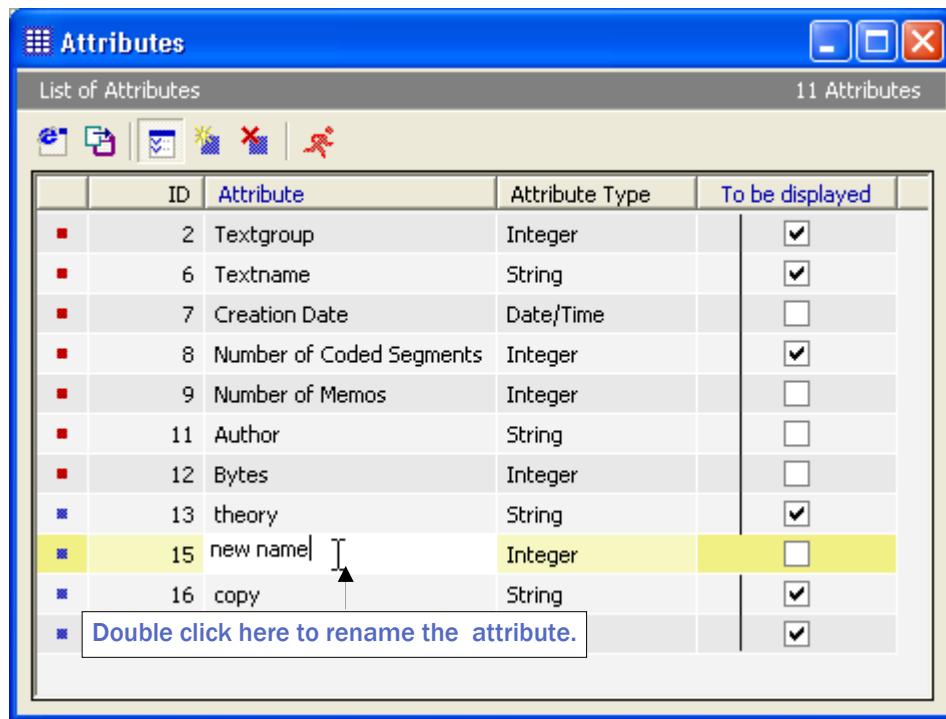 Attributes
List of Attributes 11 Attributes
ID Attribute Attribute Type To be displayed
2 Textgroup Integer
6 Textname String
7 Creation Date Date/Time
8 Number of Coded Segments Integer
9 Number of Memos Integer
11 Author String
12 Bytes Integer
13 theory String
15 new name Integer
16 copy String
Double click here to rename the attribute.